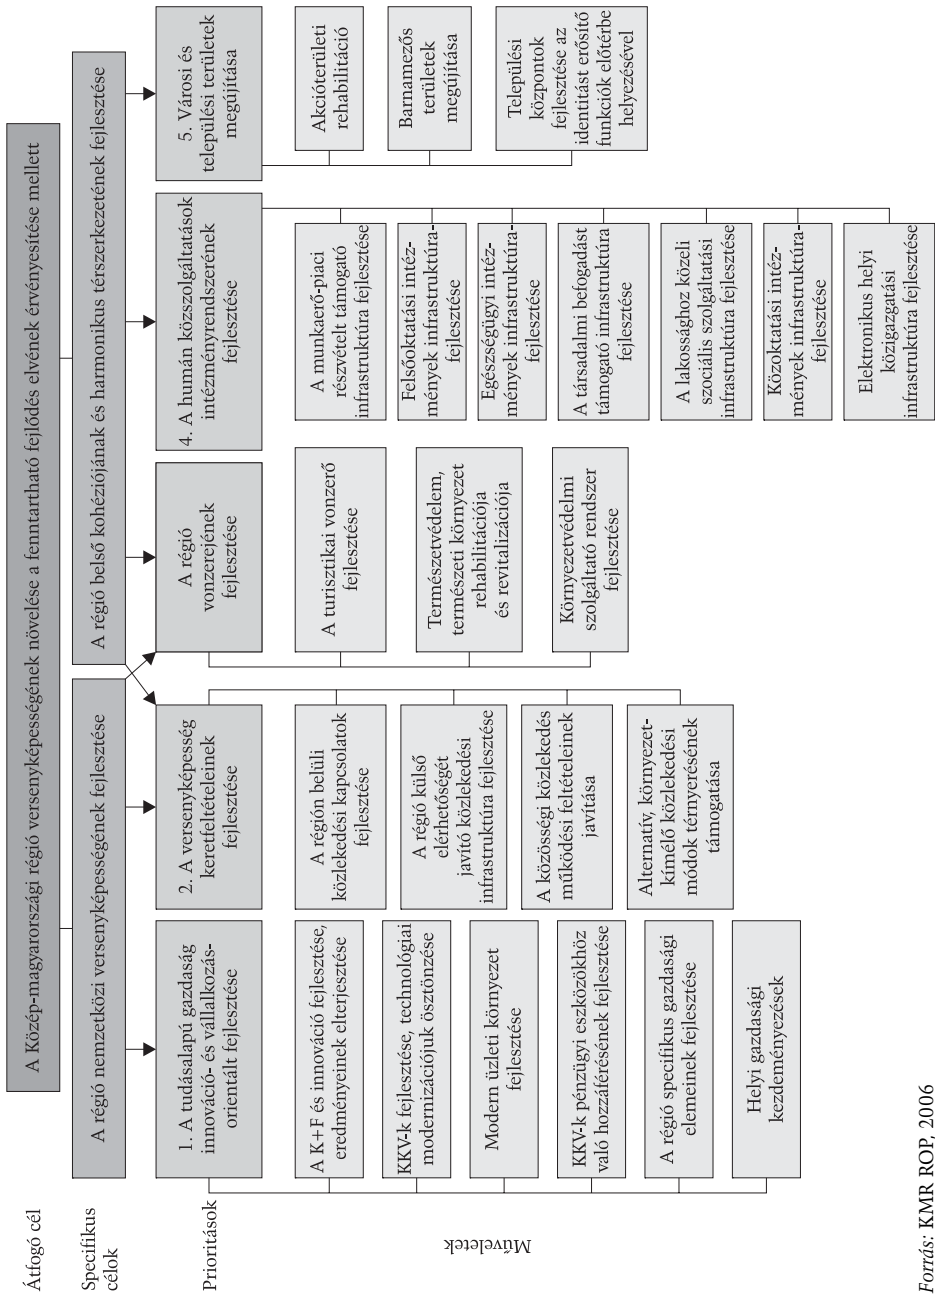 Átfogó cél
A Közép-magyarországi régió versenyképességének növelése a fenntartható fejlődés elvének érvényesítése mellett
Specifikus
célok
A régió nemzetközi versenyképességének fejlesztése
A régió belső kohéziójának és harmonikus térszerkezetének fejlesztése
Prioritások
1. A tudásalapú gazdaság
innováció- és vállalkozás-
orientált fejlesztése
2. A versenyképesség
keretfeltételeinek
fejlesztése
A régió
vonzerejének
fejlesztése
4. A humán közszolgáltatások
intézményrendszerének
fejlesztése
5. Városi és
települési területek
megújítása
Műveletek
A K+F és innováció fejlesztése,
eredményeinek elterjesztése
KKV-k fejlesztése, technológiai
modernizációjuk ösztönzése
Modern üzleti környezet
fejlesztése
KKV-k pénzügyi eszközökhöz
való hozzáférésének fejlesztése
A régió specifikus gazdasági
elemeinek fejlesztése
Helyi gazdasági
kezdeményezések
A régión belüli
közlekedési kapcsolatok
fejlesztése
A régió külső
elérhetőségét
javító közlekedési
infrastruktúra fejlesztése
A közösségi közlekedés
működési feltételeinek
javítása
Alternatív, környezet-
kímélő közlekedési
módok térnyerésének
támogatása
A turisztikai vonzerő
fejlesztése
Természetvédelem,
természeti környezet
rehabilitációja
és revitalizációja
Környezetvédelmi
szolgáltató rendszer
fejlesztése
A munkaerő-piaci
részvételt támogató
infrastruktúra fejlesztése
Felsőoktatási intéz-
mények infrastruktúra-
fejlesztése
Egészségügyi intéz-
mények infrastruktúra-
fejlesztése
A társadalmi befogadást
támogató infrastruktúra
fejlesztése
A lakossághoz közeli
szociális szolgáltatási
infrastruktúra fejlesztése
Közoktatási intéz-
mények infrastruktúra-
fejlesztése
Elektronikus helyi
közigazgatási
infrastruktúra fejlesztése
Akcióterületi
rehabilitáció
Barnamezős
területek
megújítása
Települési
központok
fejlesztése az
identitást erősítő
funkciók előtérbe
helyezésével
Forrás: KMR ROP, 2006